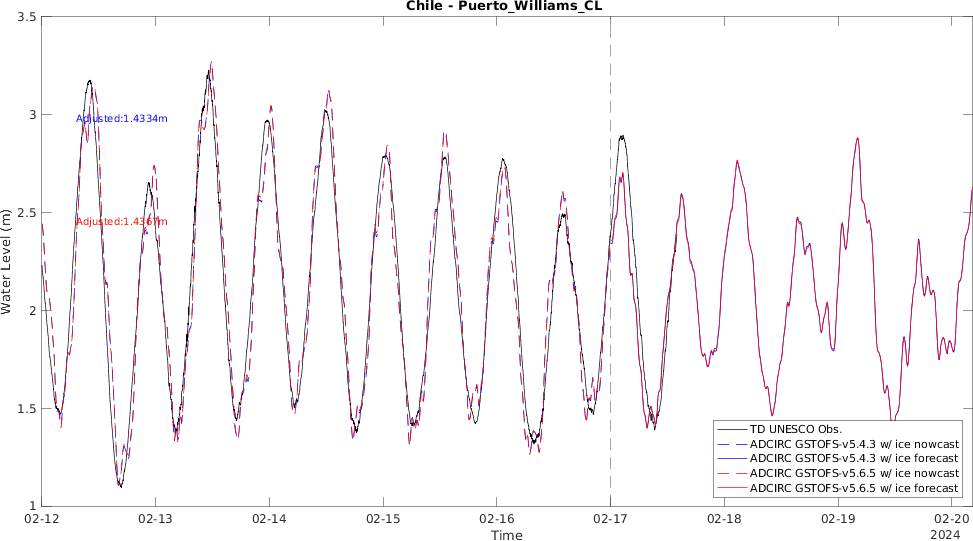 Chile - Puerto_Williams_CL
3.5
3
2.5
2
1.5
1
Water Level (m)
Adjusted:1.4334m
Adjusted:1.4367m
TD UNESCO Obs.
ADCIRC GSTOFS-v5.4.3 w/ ice nowcast
ADCIRC GSTOFS-v5.4.3 w/ ice forecast
ADCIRC GSTOFS-v5.6.5 w/ ice nowcast
ADCIRC GSTOFS-v5.6.5 w/ ice forecast
02-12 02-13 02-14 02-15 02-16 02-17 02-18 02-19 02-20
Time
2024